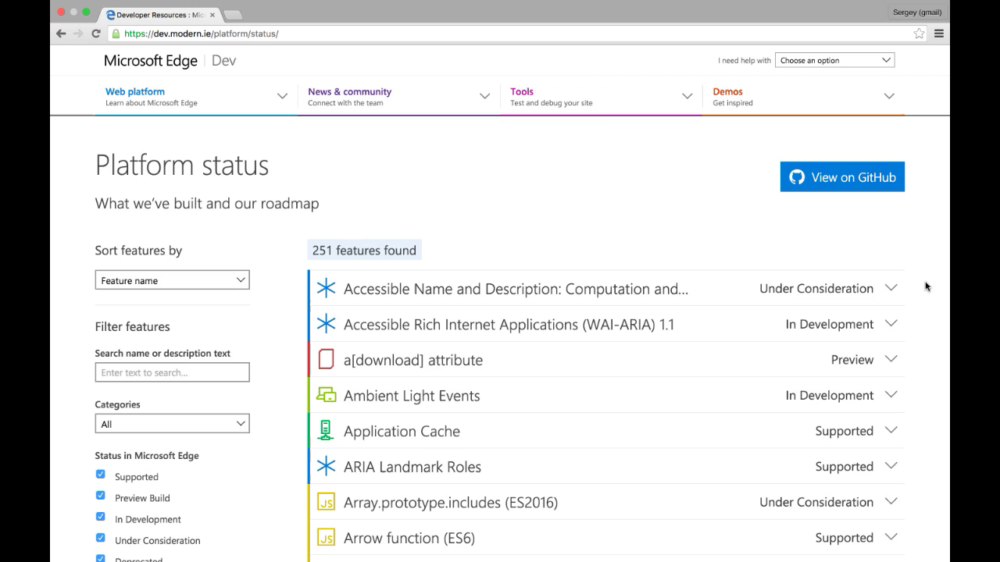 Developer Resources : Mic
Sergey (gmail)
https://dev.modern.ie/platform/status/
Microsoft Edge Dev
I need help with Choose an option
Web platform
Learn about Microsoft Edge
News & community
Connect with the team
Tools
Test and debug your site
Demos
Get inspired
Platform status
View on GitHub
What we've built and our roadmap
Sort features by
Feature name
Filter features
Search name or description text
Enter text to search...
Categories
All
Status in Microsoft Edge
Supported
Preview Build
In Development
Under Consideration
Deprecated
251 features found
Accessible Name and Description: Computation and... Under Consideration
Accessible Rich Internet Applications (WAI-ARIA) 1.1 In Development
a[download] attribute Preview
Ambient Light Events In Development
Application Cache Supported
ARIA Landmark Roles Supported
JS Array.prototype.includes (ES2016) Under Consideration
JS Arrow function (ES6) Supported